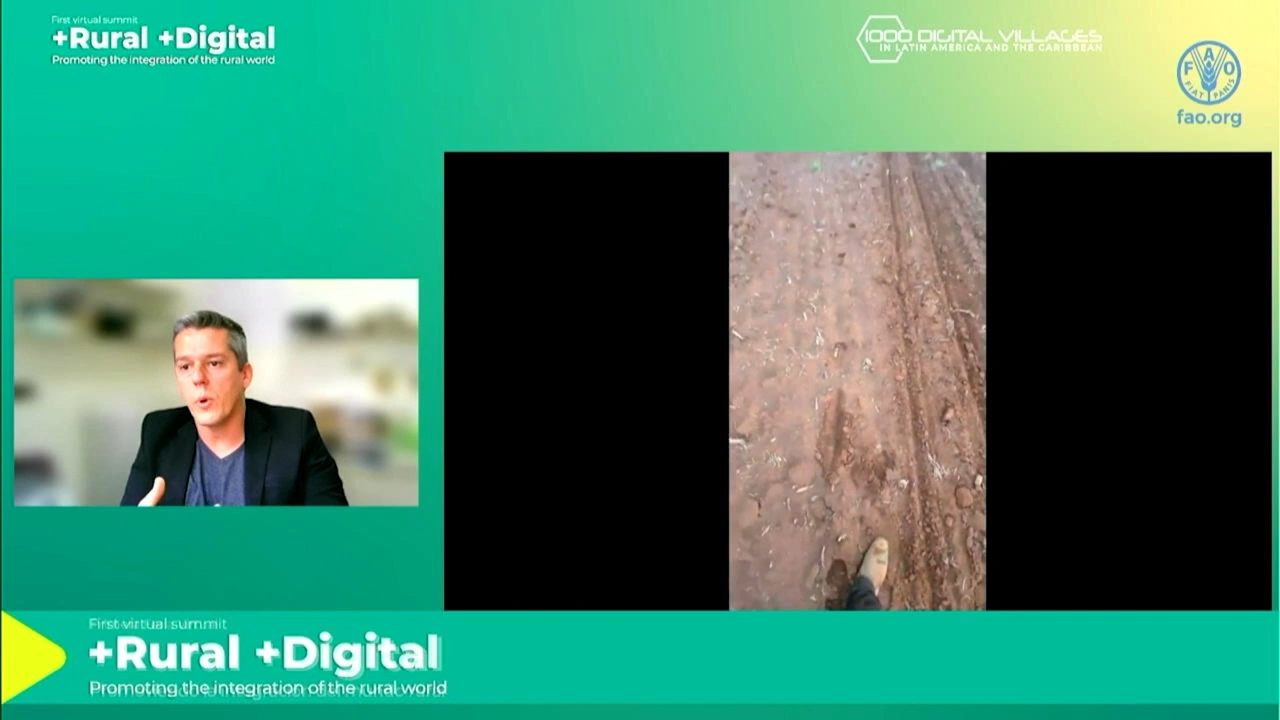 First virtual summit
+Rural +Digital
Promoting the integration of the rural world
1000 DIGITAL VILLAGES
IN LATIN AMERICA AND THE CARIBBEAN
F A O
FIAT PANIS
fao.org
First virtual summit
+Rural +Digital
Promoting the integration of the rural world